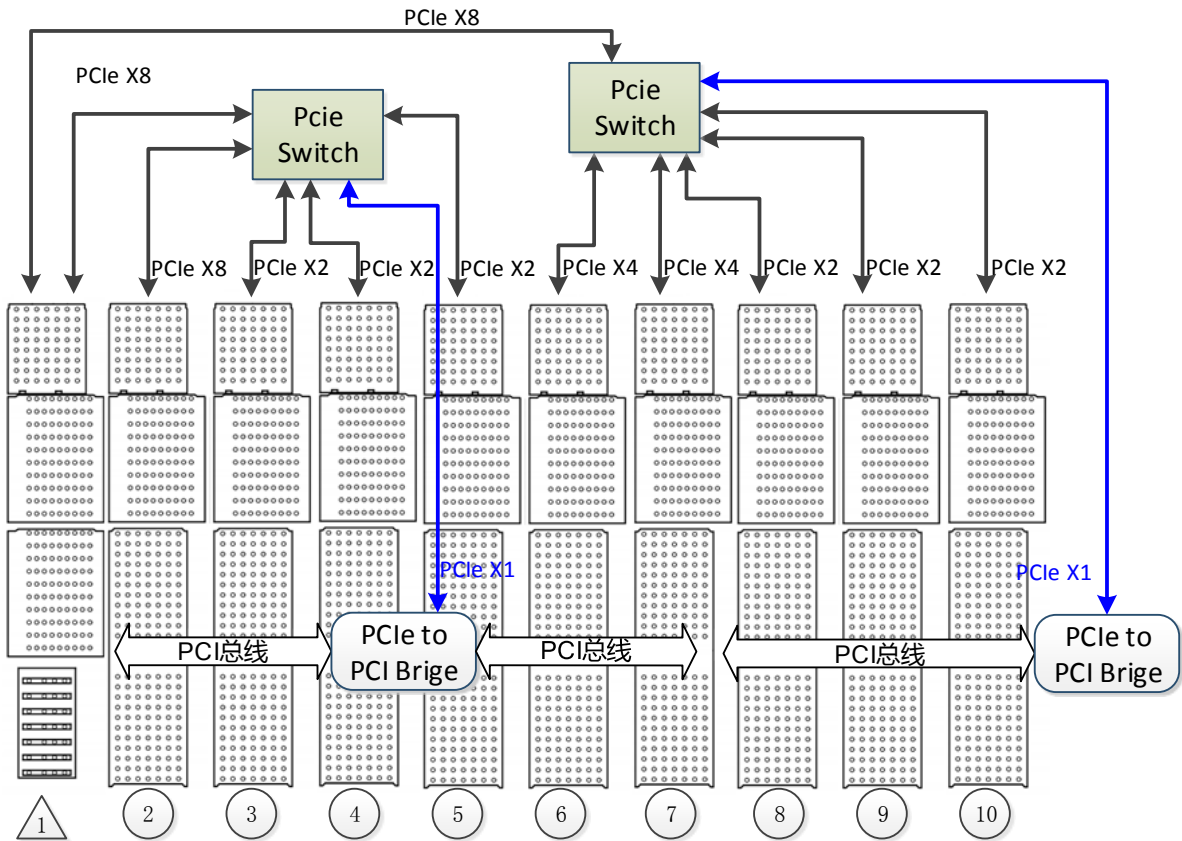 PCIe X8
PCIe X8
Pcie
Switch
Pcie
Switch
PCIe X8
PCIe X2
PCIe X2
PCIe X2
PCIe X4
PCIe X4
PCIe X2
PCIe X2
PCIe X2
PCIe X1
PCIe X1
PCI总线
PCIe to
PCI Brige
PCI总线
PCI总线
PCIe to
PCI Brige
1
2
3
4
5
6
7
8
9
10